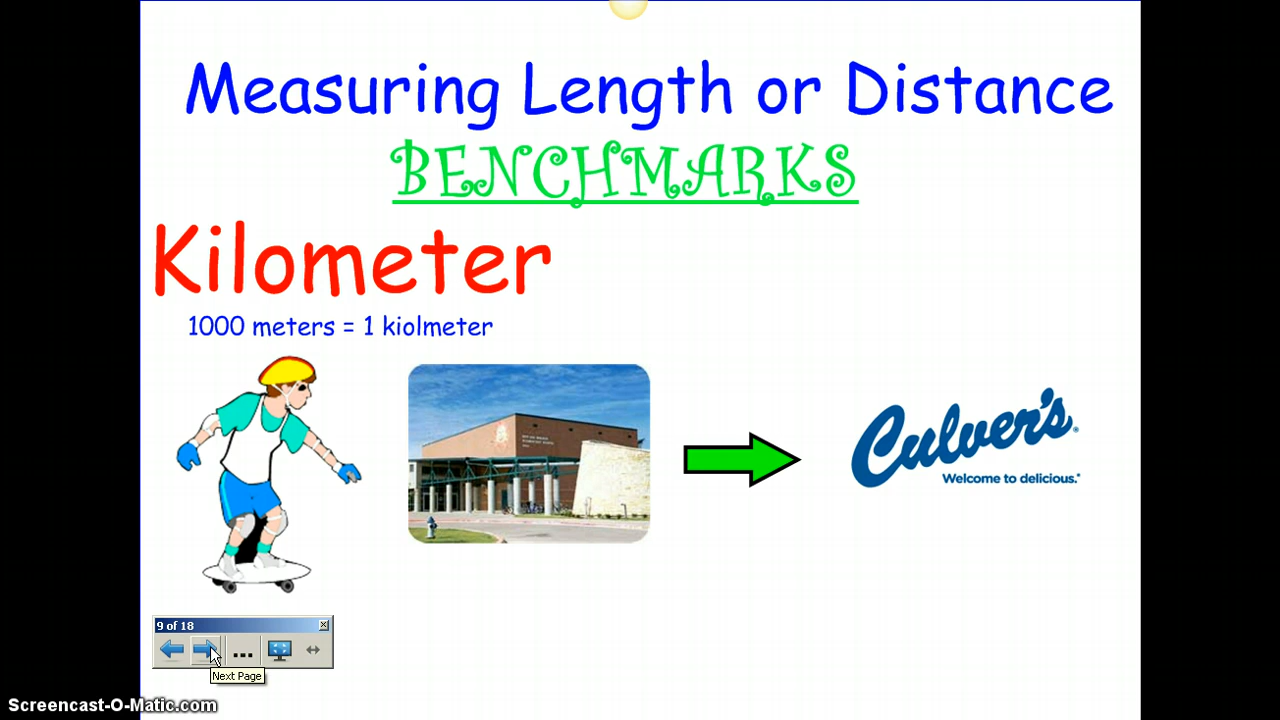 Measuring Length or Distance
BENCHMARKS
Kilometer
1000 meters = 1 kiolmeter
Culver's®
Welcome to delicious.®
9 of 18
...
Next Page
Screencast-O-Matic.com